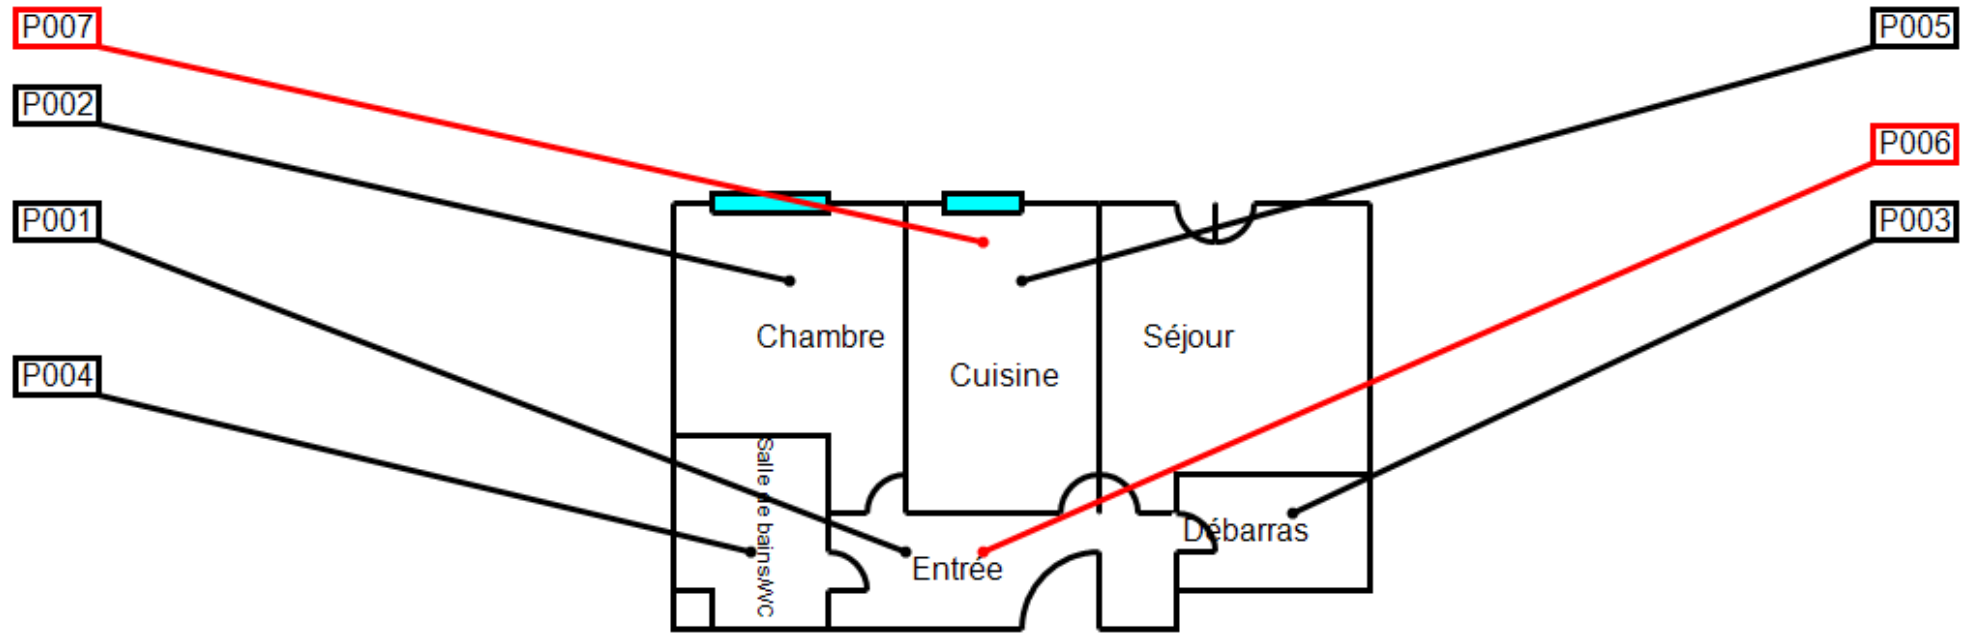 P007
P005
P002
P006
P001
P003
Chambre
Séjour
P004
Cuisine
Salle de bains/WC
Débarras
Entrée